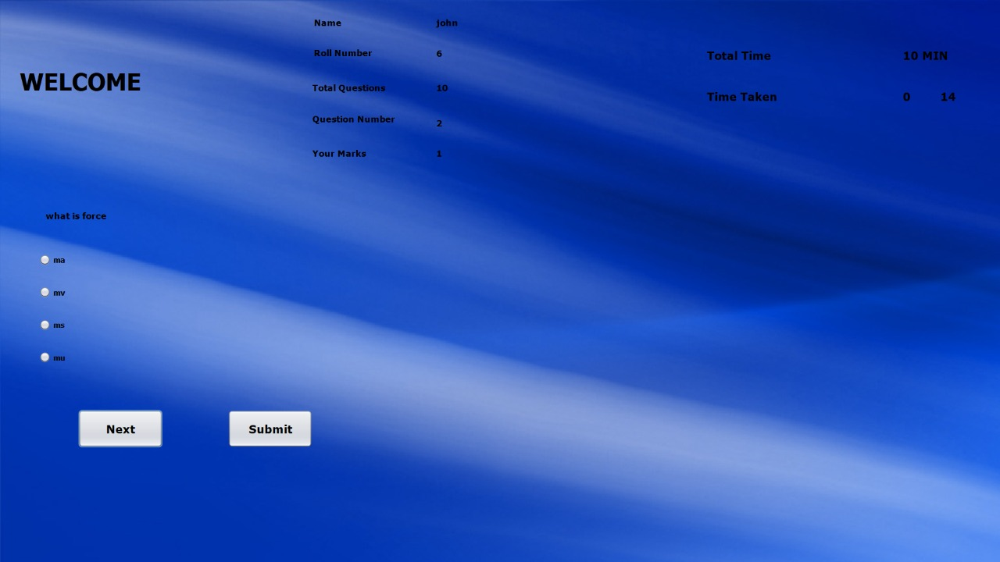 WELCOME
Name john
Roll Number 6
Total Questions 10
Question Number 2
Your Marks 1
Total Time 10 MIN
Time Taken 0 14
what is force
ma
mv
ms
mu
Next Submit